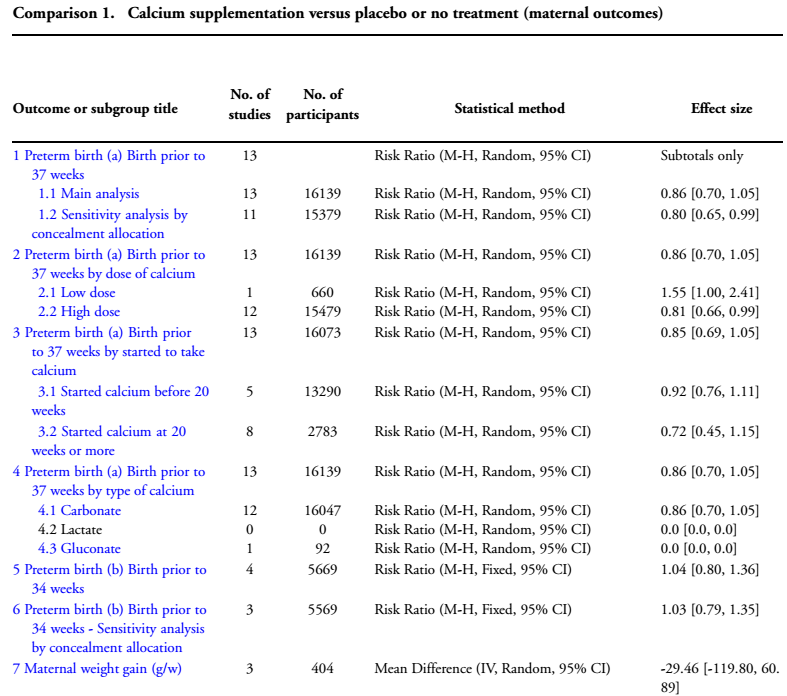 Comparison 1. Calcium supplementation versus placebo or no treatment (maternal outcomes)
Outcome or subgroup title No. of studies No. of participants Statistical method Effect size
1 Preterm birth (a) Birth prior to 13 Risk Ratio (M-H, Random, 95% CI) Subtotals only
37 weeks
1.1 Main analysis 13 16139 Risk Ratio (M-H, Random, 95% CI) 0.86 [0.70, 1.05]
1.2 Sensitivity analysis by 11 15379 Risk Ratio (M-H, Random, 95% CI) 0.80 [0.65, 0.99]
concealment allocation
2 Preterm birth (a) Birth prior to 13 16139 Risk Ratio (M-H, Random, 95% CI) 0.86 [0.70, 1.05]
37 weeks by dose of calcium
2.1 Low dose 1 660 Risk Ratio (M-H, Random, 95% CI) 1.55 [1.00, 2.41]
2.2 High dose 12 15479 Risk Ratio (M-H, Random, 95% CI) 0.81 [0.66, 0.99]
3 Preterm birth (a) Birth prior 13 16073 Risk Ratio (M-H, Random, 95% CI) 0.85 [0.69, 1.05]
to 37 weeks by started to take
calcium
3.1 Started calcium before 20 5 13290 Risk Ratio (M-H, Random, 95% CI) 0.92 [0.76, 1.11]
weeks
3.2 Started calcium at 20 8 2783 Risk Ratio (M-H, Random, 95% CI) 0.72 [0.45, 1.15]
weeks or more
4 Preterm birth (a) Birth prior to 13 16139 Risk Ratio (M-H, Random, 95% CI) 0.86 [0.70, 1.05]
37 weeks by type of calcium
4.1 Carbonate 12 16047 Risk Ratio (M-H, Random, 95% CI) 0.86 [0.70, 1.05]
4.2 Lactate 0 0 Risk Ratio (M-H, Random, 95% CI) 0.0 [0.0, 0.0]
4.3 Gluconate 1 92 Risk Ratio (M-H, Random, 95% CI) 0.0 [0.0, 0.0]
5 Preterm birth (b) Birth prior to 4 5669 Risk Ratio (M-H, Fixed, 95% CI) 1.04 [0.80, 1.36]
34 weeks
6 Preterm birth (b) Birth prior to 3 5569 Risk Ratio (M-H, Fixed, 95% CI) 1.03 [0.79, 1.35]
34 weeks - Sensitivity analysis
by concealment allocation
7 Maternal weight gain (g/w) 3 404 Mean Difference (IV, Random, 95% CI) -29.46 [-119.80, 60.
89]